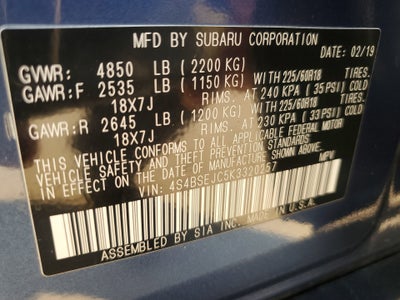 MFD BY SUBARU CORPORATION DATE: 02/19
GVWR: 4850 LB (2200 KG)
GAWR:F 2535 LB (1150 KG) WITH 225/60R18 TIRES.
18X7J RIMS. AT 240 KPA (35 PSI) COLD
GAWR:R 2645 LB (1200 KG) WITH 225/60R18 TIRES.
18X7J RIMS. AT 230 KPA (33 PSI) COLD
THIS VEHICLE CONFORMS TO ALL APPLICABLE FEDERAL MOTOR
VEHICLE SAFETY AND THEFT PREVENTION STANDARDS
IN EFFECT ON THE DATE OF MANUFACTURE SHOWN ABOVE.
VIN: 4S4BSEJC5K3320257 MPV
ASSEMBLED BY SIA INC. IN U.S.A.